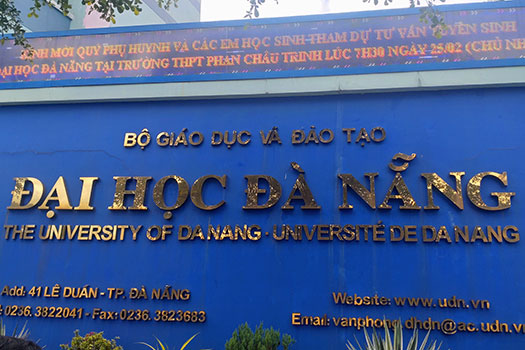 KÍNH MỜI QUÝ PHỤ HUYNH VÀ CÁC EM HỌC SINH THAM DỰ TƯ VẤN TUYỂN SINH
ĐẠI HỌC ĐÀ NẴNG TẠI TRƯỜNG THPT PHAN CHÂU TRINH LÚC 7H30 NGÀY 25/02 (CHỦ NH
BỘ GIÁO DỤC VÀ ĐÀO TẠO
ĐẠI HỌC ĐÀ NẴNG
THE UNIVERSITY OF DANANG - UNIVERSITÉ DE DANANG
Add: 41 LÊ DUẨN - TP. ĐÀ NẴNG
Website: www.udn.vn
: 0236.3822041 - Fax: 0236.3823683
Email: vanphong.dhdn@ac.udn.vn